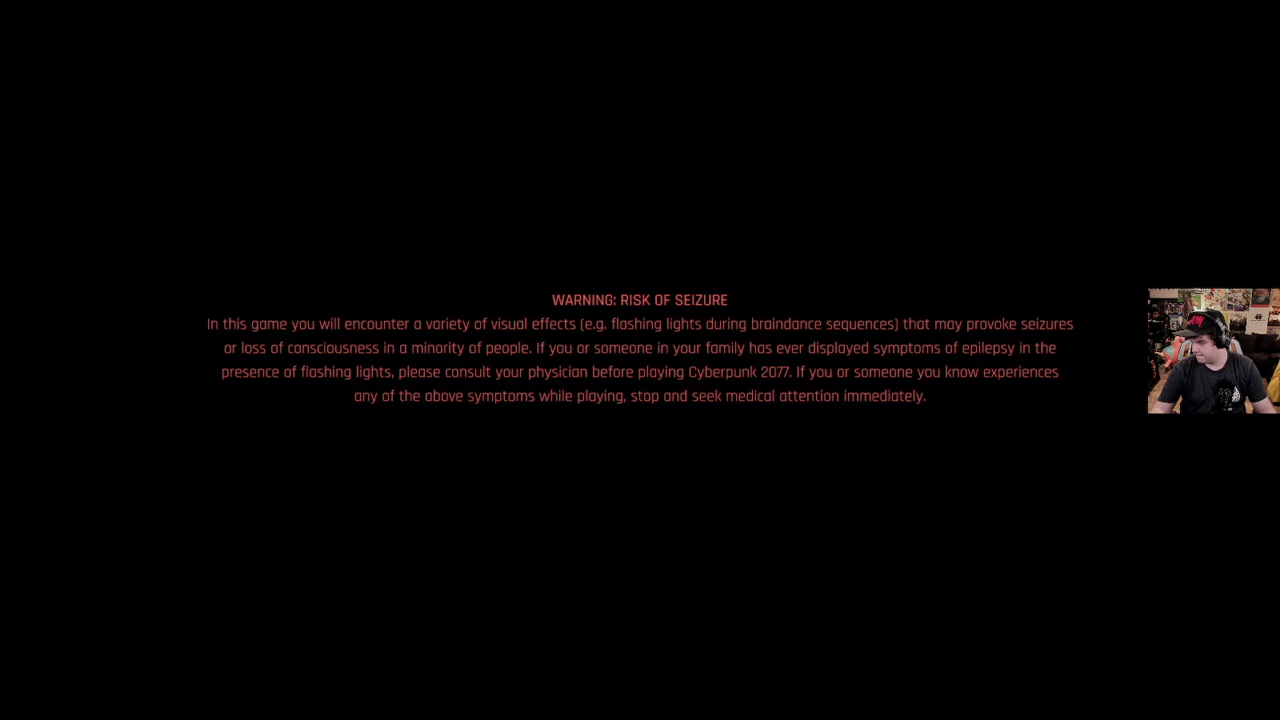 WARNING: RISK OF SEIZURE
In this game you will encounter a variety of visual effects (e.g. flashing lights during braindance sequences) that may provoke seizures
or loss of consciousness in a minority of people. If you or someone in your family has ever displayed symptoms of epilepsy in the
presence of flashing lights, please consult your physician before playing Cyberpunk 2077. If you or someone you know experiences
any of the above symptoms while playing, stop and seek medical attention immediately.